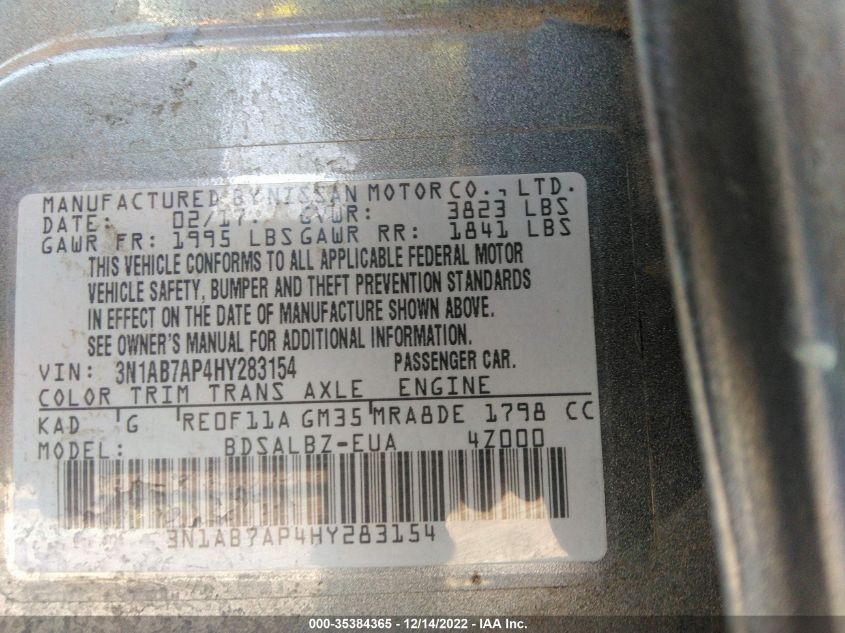 MANUFACTURED BY NISSAN MOTOR CO., LTD.
DATE: 02/17 GVWR: 3823 LBS
GAWR FR: 1995 LBS GAWR RR: 1841 LBS
THIS VEHICLE CONFORMS TO ALL APPLICABLE FEDERAL MOTOR
VEHICLE SAFETY, BUMPER AND THEFT PREVENTION STANDARDS
IN EFFECT ON THE DATE OF MANUFACTURE SHOWN ABOVE.
SEE OWNER'S MANUAL FOR ADDITIONAL INFORMATION.
VIN: 3N1AB7AP4HY283154 PASSENGER CAR.
COLOR TRIM TRANS AXLE ENGINE
KAD G RE0F11A GM35 MRA8DE 1798 CC
MODEL: BDSALBZ-EUA 4Z000
3N1AB7AP4HY283154
000-35384365 - 12/14/2022 - IAA Inc.